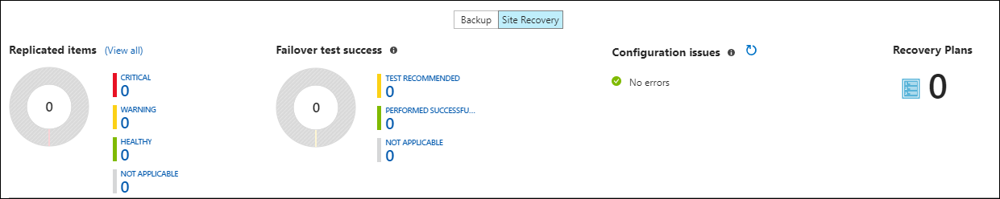 Backup Site Recovery
Replicated items (View all)
0
CRITICAL
0
WARNING
0
HEALTHY
0
NOT APPLICABLE
0
Failover test success
0
TEST RECOMMENDED
0
PERFORMED SUCCESSFU...
0
NOT APPLICABLE
0
Configuration issues
No errors
Recovery Plans
0